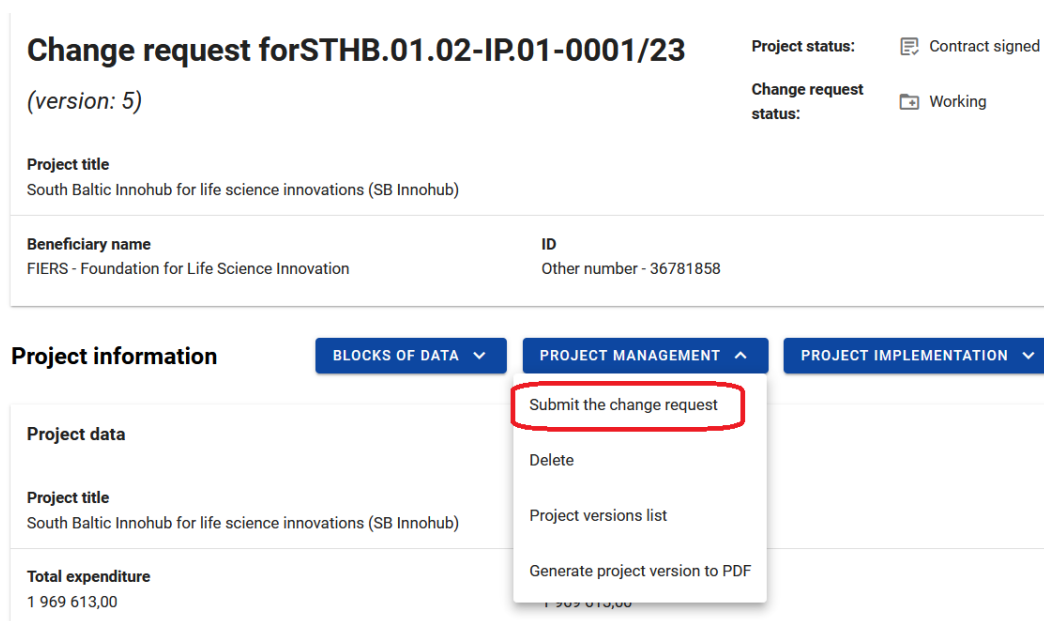 Change request forSTHB.01.02-IP.01-0001/23
(version: 5)
Project status:
Contract signed
Change request
status:
Working
Project title
South Baltic Innohub for life science innovations (SB Innohub)
Beneficiary name
FIERS - Foundation for Life Science Innovation
ID
Other number - 36781858
Project information
BLOCKS OF DATA
PROJECT MANAGEMENT
PROJECT IMPLEMENTATION
Submit the change request
Delete
Project versions list
Generate project version to PDF
Project data
Project title
South Baltic Innohub for life science innovations (SB Innohub)
Total expenditure
1 969 613,00